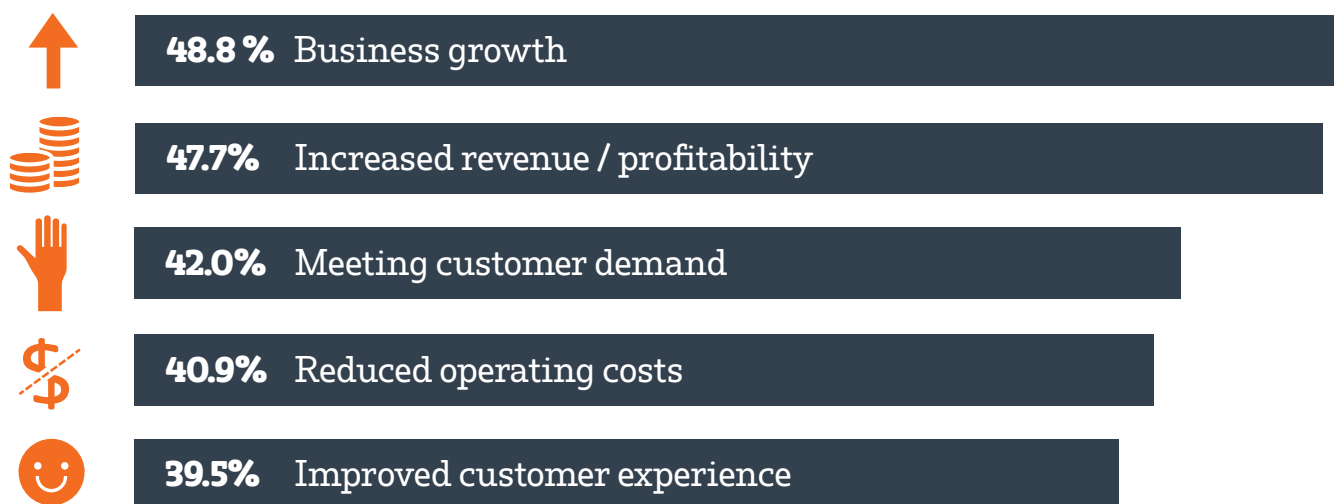 48.8 % Business growth
47.7% Increased revenue / profitability
42.0% Meeting customer demand
40.9% Reduced operating costs
39.5% Improved customer experience